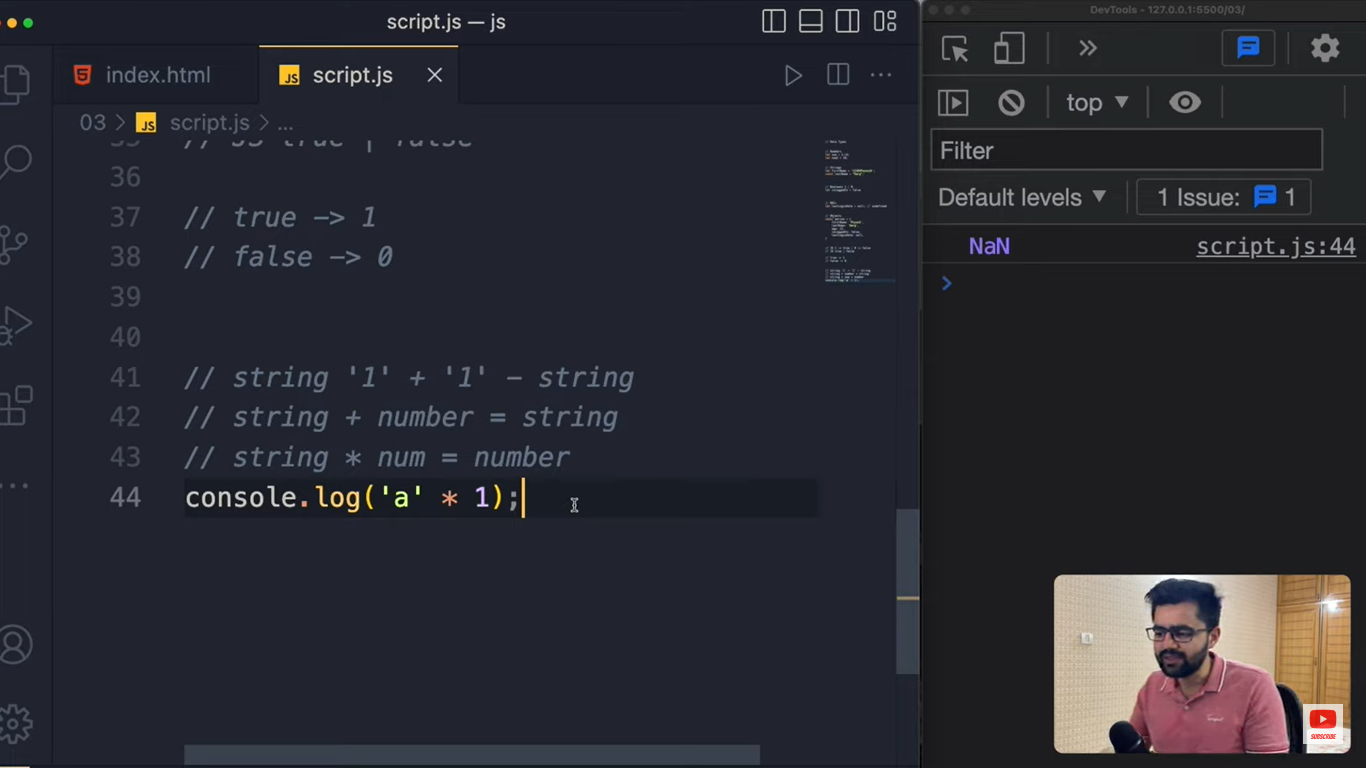 script.js — js
DevTools - 127.0.0.1:5500/03/
index.html
JS script.js
03 > JS script.js > ...
top
Filter
Default levels
1 Issue: 1
NaN script.js:44
36
37 // true -> 1
38 // false -> 0
39
40
41 // string '1' + '1' - string
42 // string + number = string
43 // string * num = number
44 console.log('a' * 1);
SUBSCRIBE